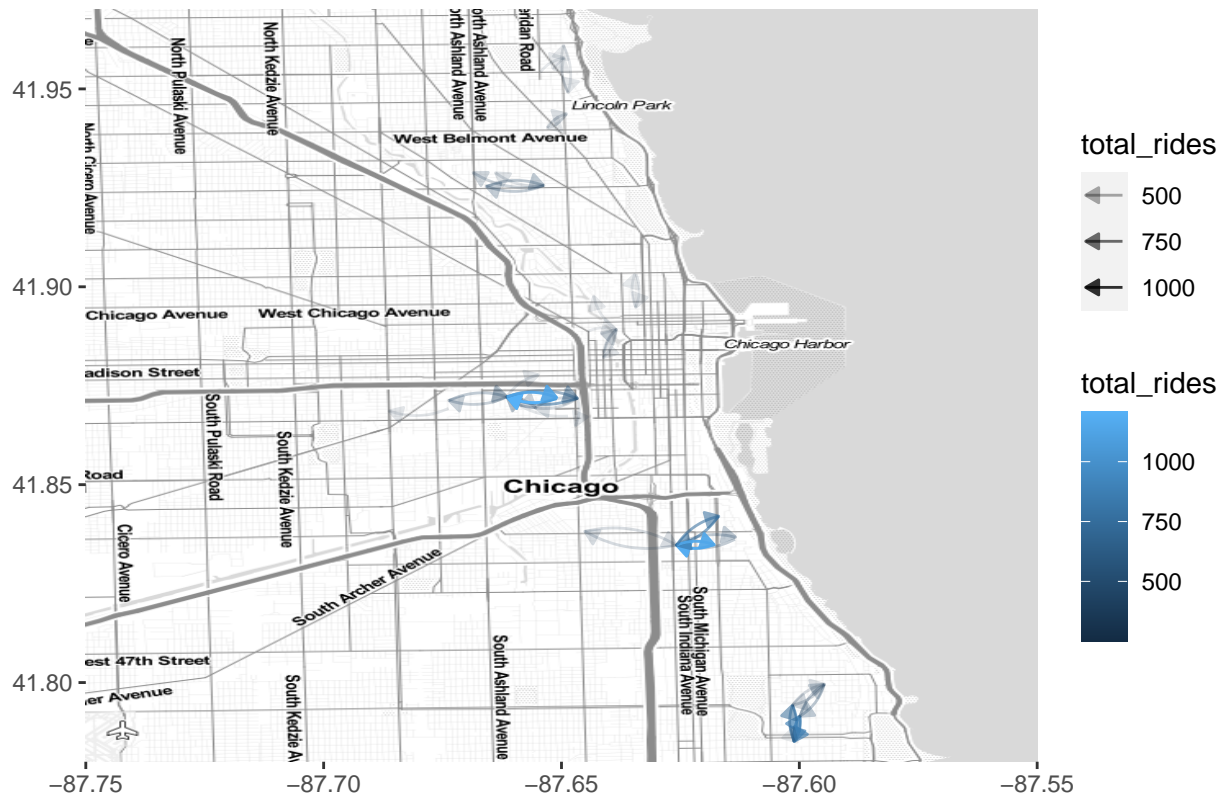 North Pulaski Avenue
North Kedzie Avenue
North Ashland Avenue
eridan Road
41.95
Lincoln Park
West Belmont Avenue
North Cicero Avenue
total_rides
500
750
1000
41.90
Chicago Avenue
West Chicago Avenue
Chicago Harbor
adison Street
total_rides
1000
750
500
South Pulaski Road
South Kedzie Avenue
Road
41.85
Chicago
Cicero Avenue
South Archer Avenue
South Michigan Avenue
South Indiana Avenue
est 47th Street
41.80
er Avenue
South Kedzie Av
South Ashland Avenue
−87.75
−87.70
−87.65
−87.60
−87.55